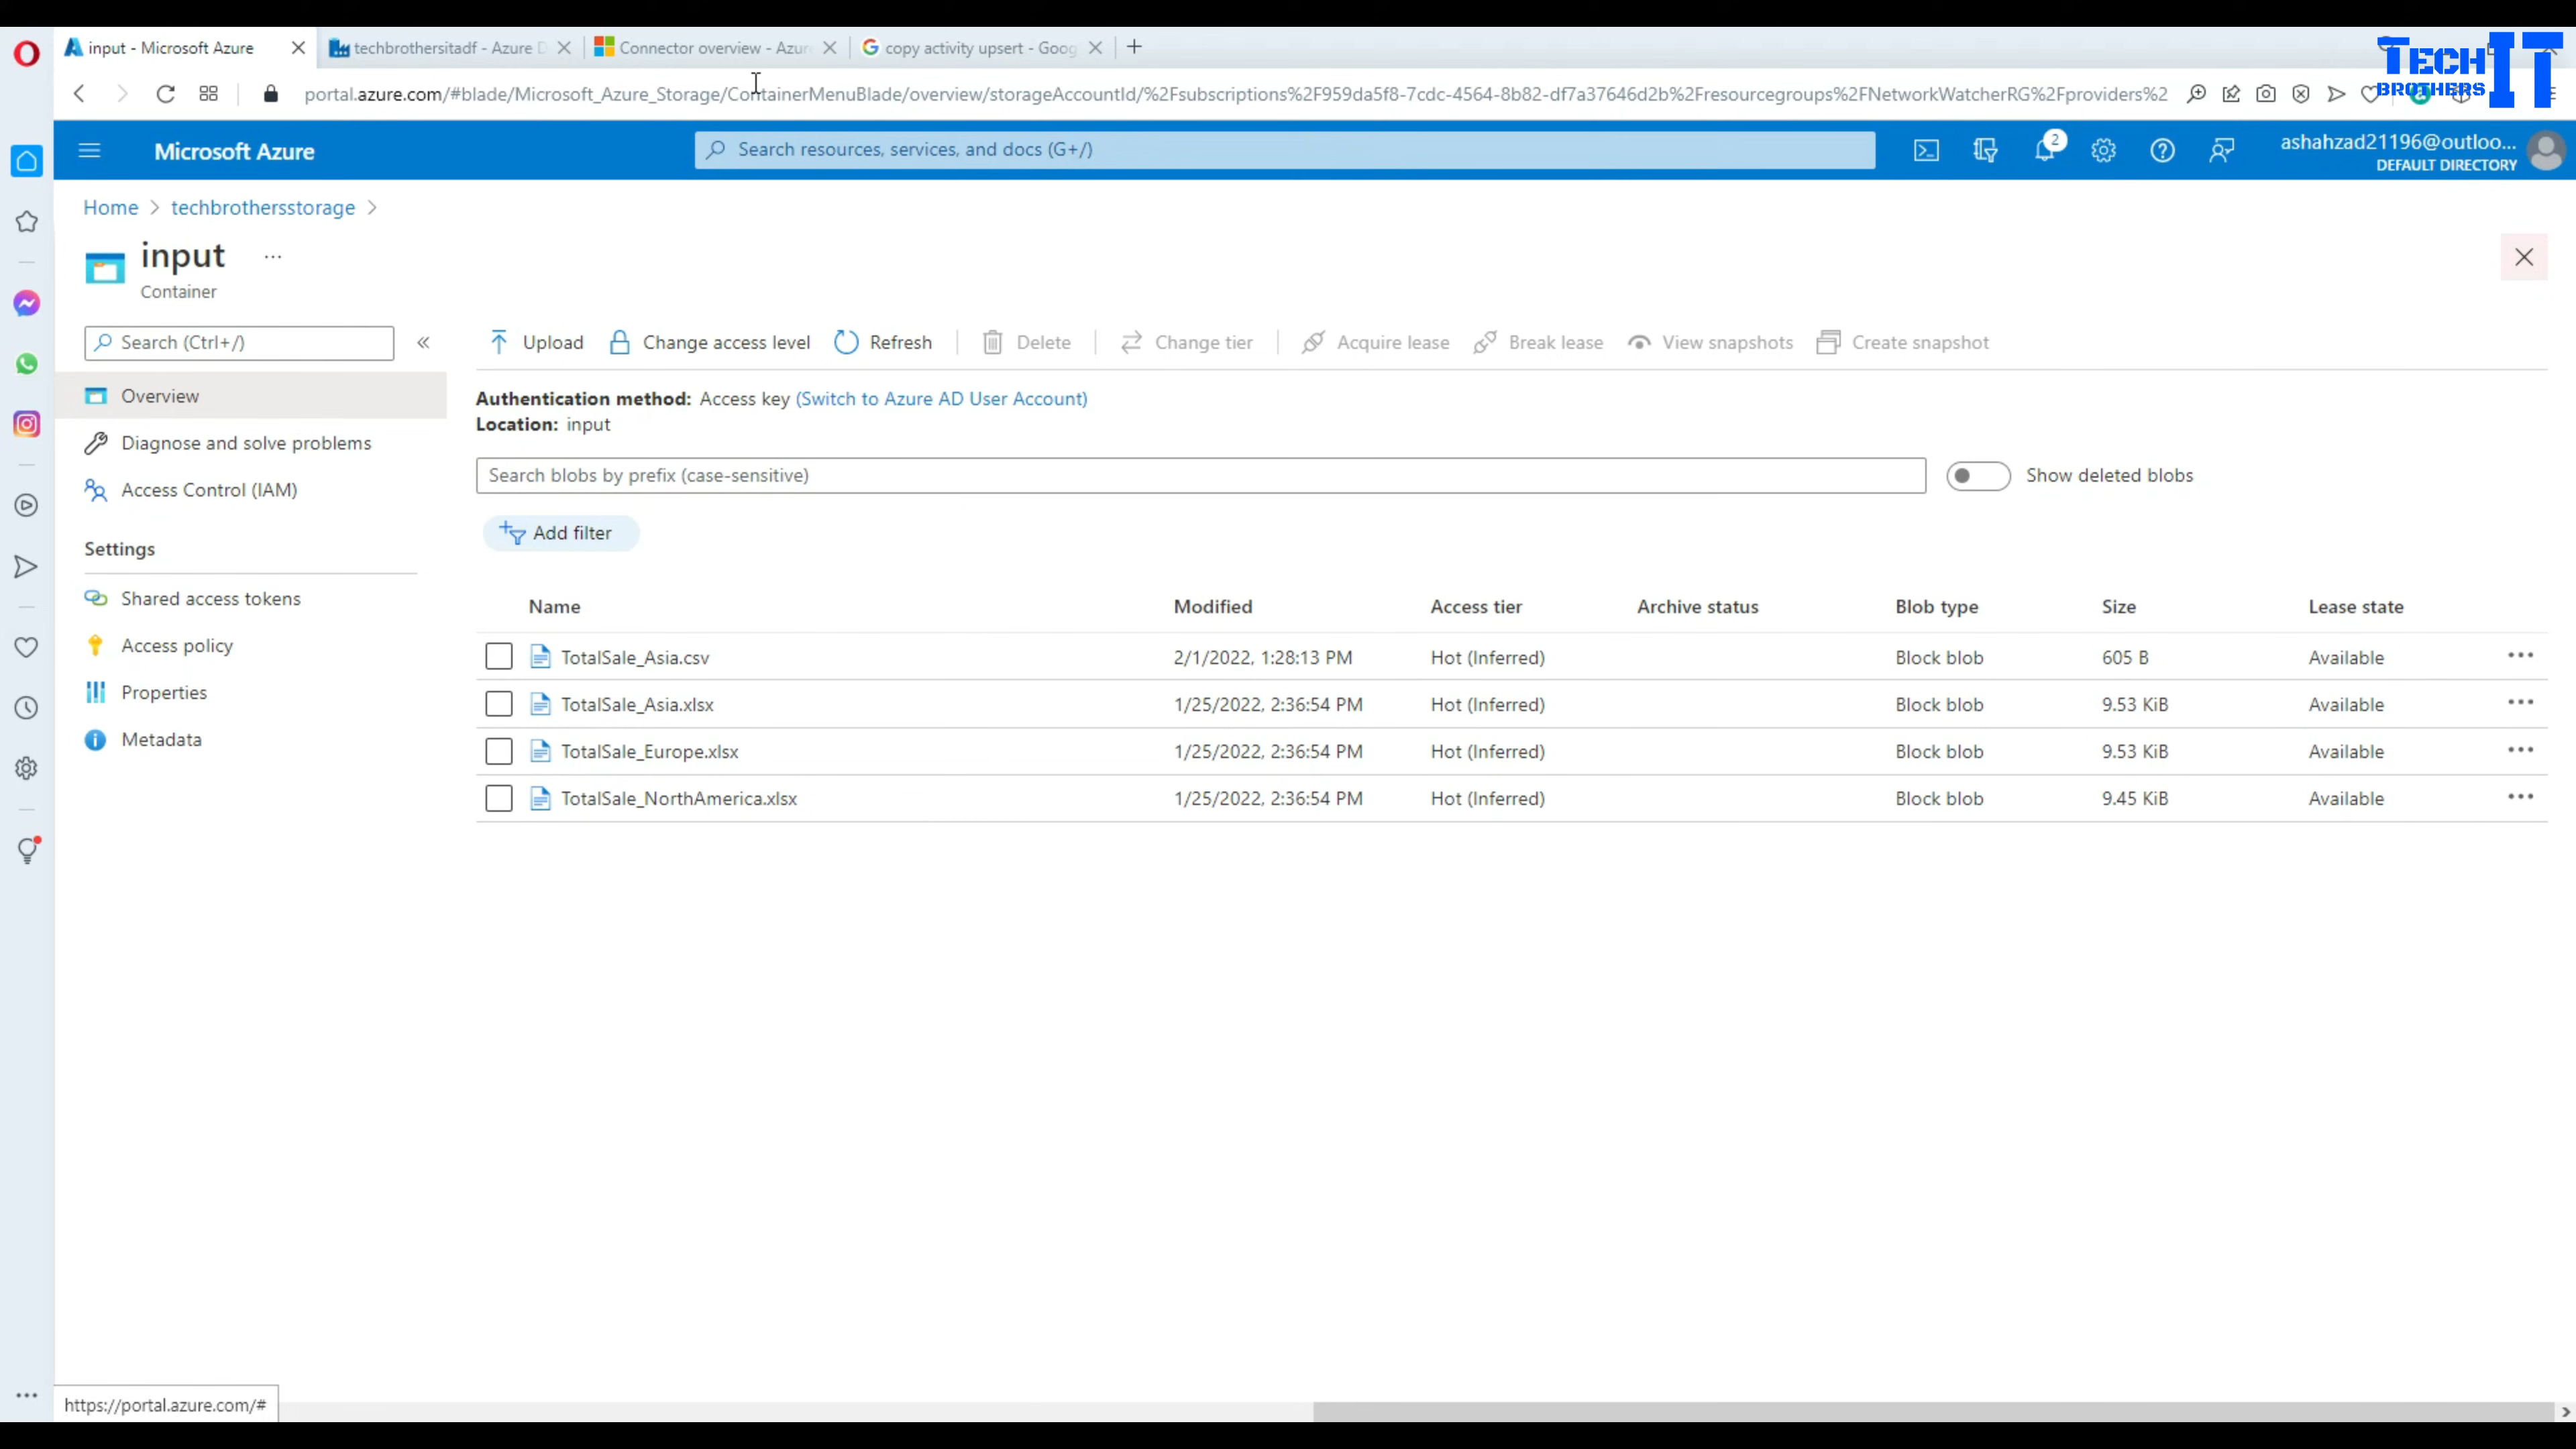 input - Microsoft Azure
techbrothersitadf - Azure D
Connector overview - Azur
copy activity upsert - Goog
TECH IT
BROTHERS
portal.azure.com/#blade/Microsoft_Azure_Storage/ContainerMenuBlade/overview/storageAccountId/%2Fsubscriptions%2F959da5f8-7cdc-4564-8b82-df7a37646d2b%2Fresourcegroups%2FNetworkWatcherRG%2Fproviders%2
Microsoft Azure
Search resources, services, and docs (G+/)
2
ashahzad21196@outloo...
DEFAULT DIRECTORY
Home > techbrothersstorage >
input ...
Container
Search (Ctrl+/)
Upload
Change access level
Refresh
Delete
Change tier
Acquire lease
Break lease
View snapshots
Create snapshot
Overview
Diagnose and solve problems
Access Control (IAM)
Settings
Shared access tokens
Access policy
Properties
Metadata
Authentication method: Access key (Switch to Azure AD User Account)
Location: input
Search blobs by prefix (case-sensitive)
Show deleted blobs
Add filter
Name Modified Access tier Archive status Blob type Size Lease state
TotalSale_Asia.csv 2/1/2022, 1:28:13 PM Hot (Inferred) Block blob 605 B Available
TotalSale_Asia.xlsx 1/25/2022, 2:36:54 PM Hot (Inferred) Block blob 9.53 KiB Available
TotalSale_Europe.xlsx 1/25/2022, 2:36:54 PM Hot (Inferred) Block blob 9.53 KiB Available
TotalSale_NorthAmerica.xlsx 1/25/2022, 2:36:54 PM Hot (Inferred) Block blob 9.45 KiB Available
https://portal.azure.com/#